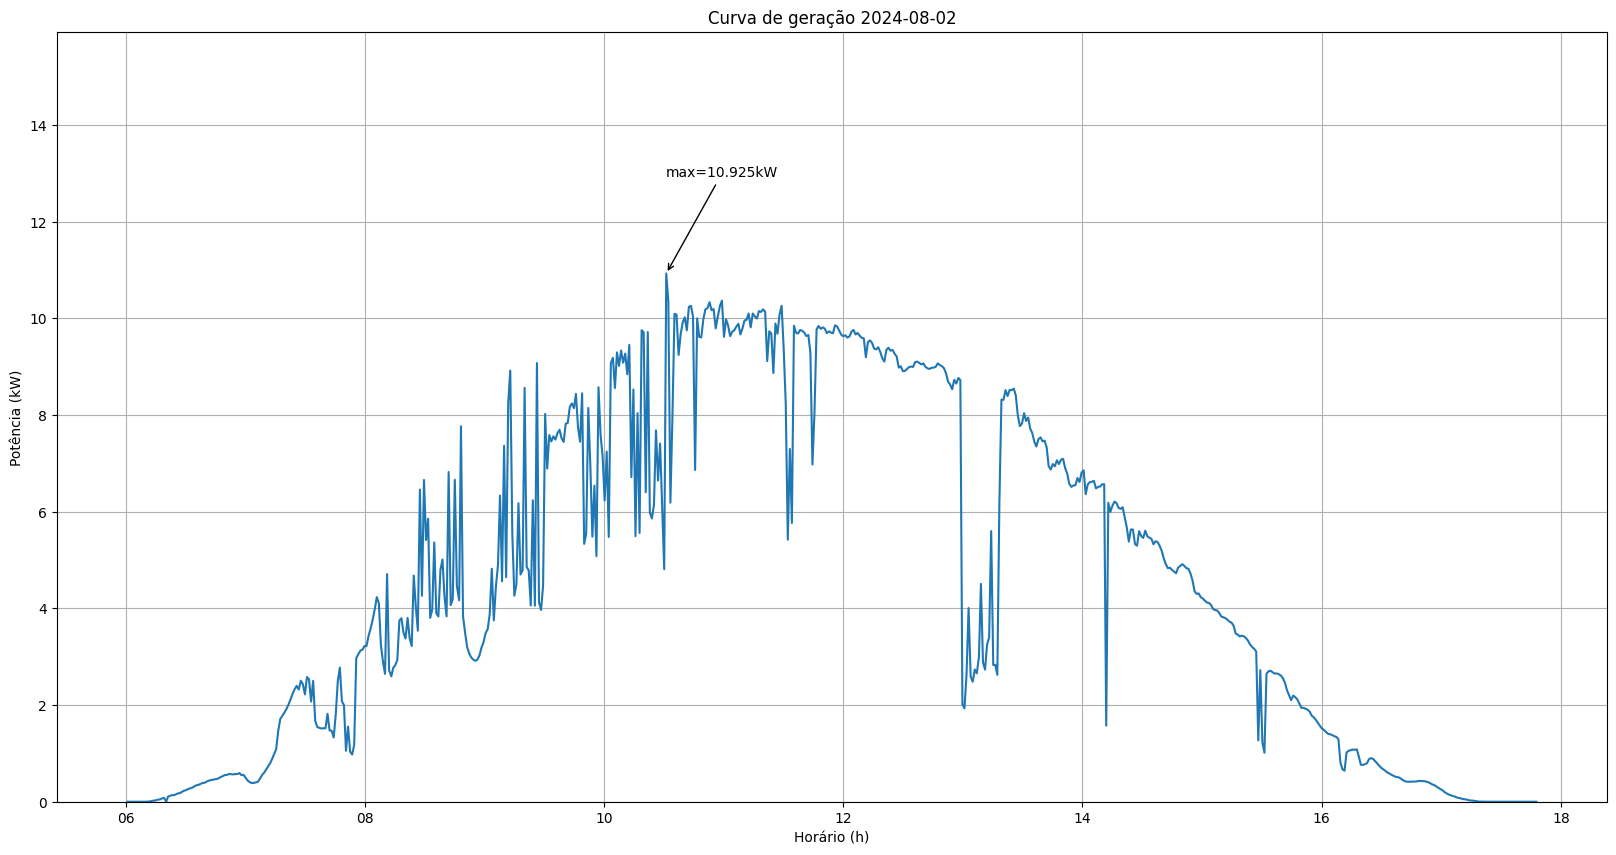 Curva de geração 2024-08-02
14
max=10.925kW
12
10
8
6
4
2
0
Potência (kW)
06 08 10 12 14 16 18
Horário (h)